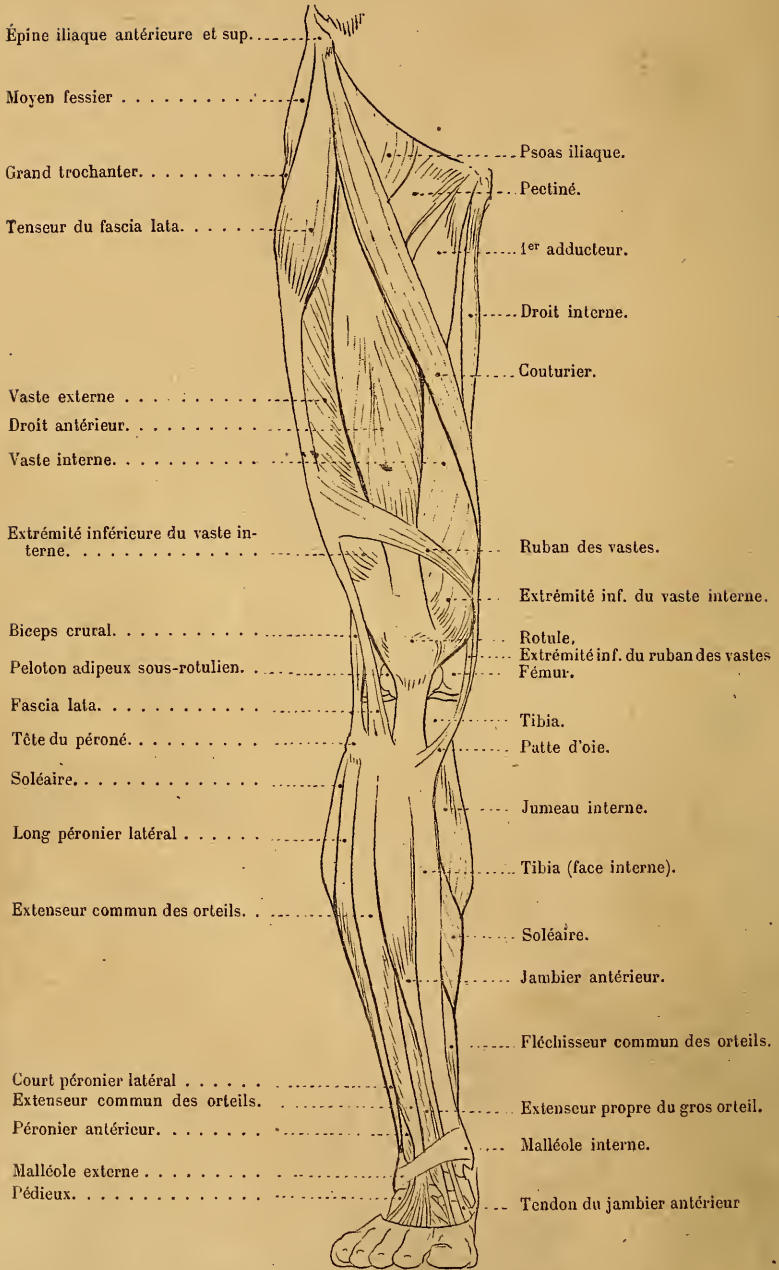 Épine iliaque antérieure et sup.
Moyen fessier
Grand trochanter.
Tenseur du fascia lata.
Vaste externe
Droit antérieur.
Vaste interne.
Extrémité inférieure du vaste in-
terne.
Biceps crural.
Peloton adipeux sous-rotulien.
Fascia lata.
Tête du péroné.
Soléaire.
Long péronier latéral
Extenseur commun des orteils.
Court péronier latéral
Extenseur commun des orteils.
Péronier antérieur.
Malléole externe
Pédieux.
Psoas iliaque.
Pectiné.
1er adducteur.
Droit interne.
Couturier.
Ruban des vastes.
Extrémité inf. du vaste interne.
Rotule.
Extrémité inf. du ruban des vastes
Fémur.
Tibia.
Patte d'oie.
Jumeau interne.
Tibia (face interne).
Soléaire.
Jambier antérieur.
Fléchisseur commun des orteils.
Extenseur propre du gros orteil.
Malléole interne.
Tendon du jambier antérieur